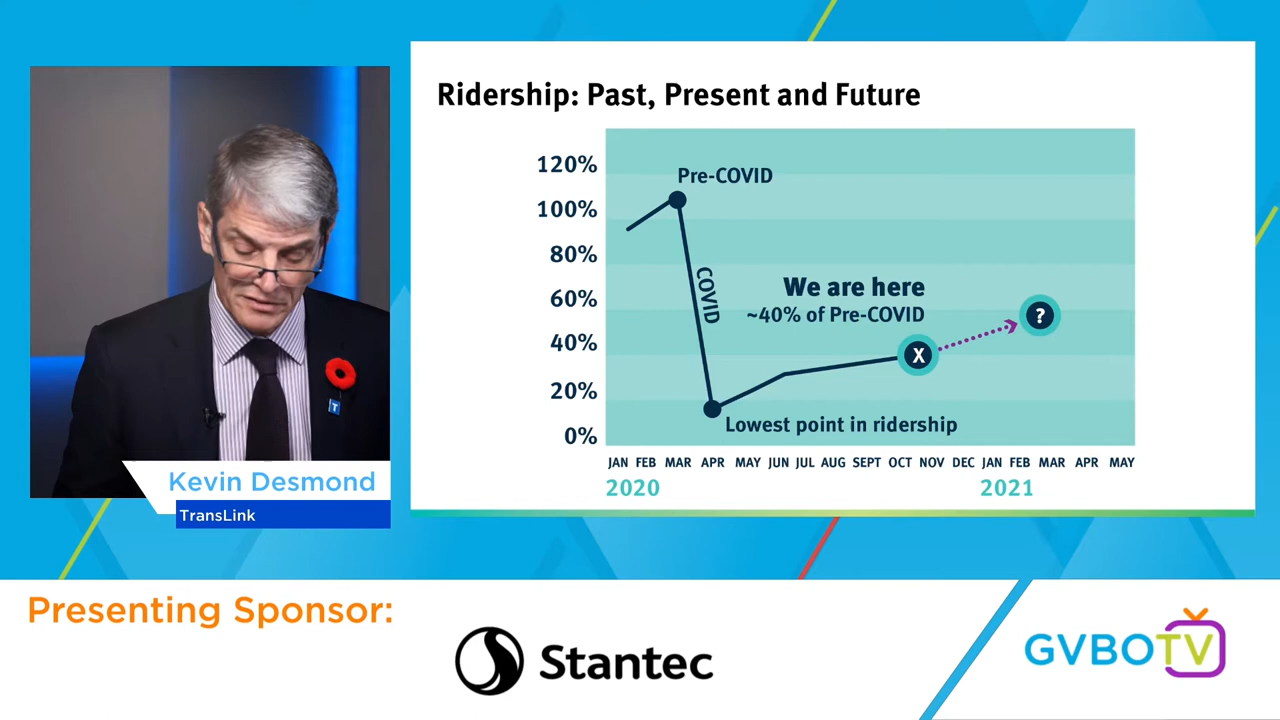 Ridership: Past, Present and Future
120%
100%
80%
60%
40%
20%
0%
Pre-COVID
COVID
We are here
~40% of Pre-COVID
X
?
Lowest point in ridership
JAN FEB MAR APR MAY JUN JUL AUG SEPT OCT NOV DEC JAN FEB MAR APR MAY
2020 2021
T
Kevin Desmond
TransLink
Presenting Sponsor:
Stantec
GVBOTV